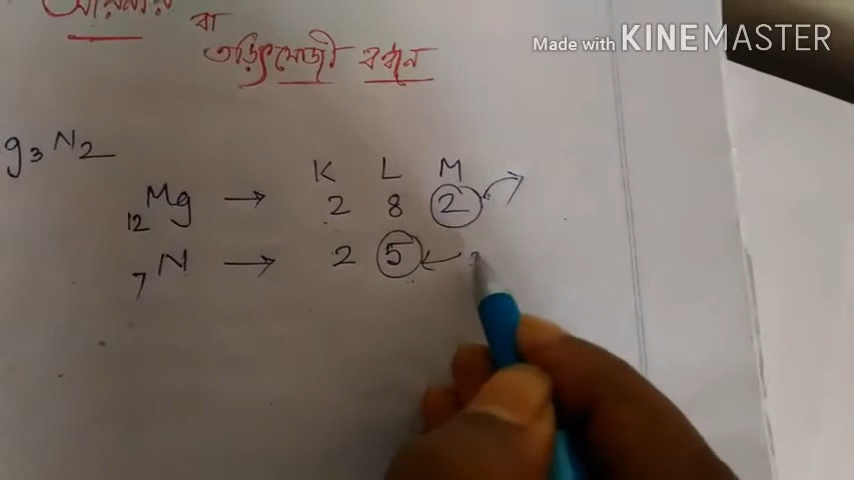 Made with KINEMASTER
বা
তড়িৎযোজী বন্ধন
g₃N₂
K L M
₁₂Mg → 2 8 2
₇N → 2 5